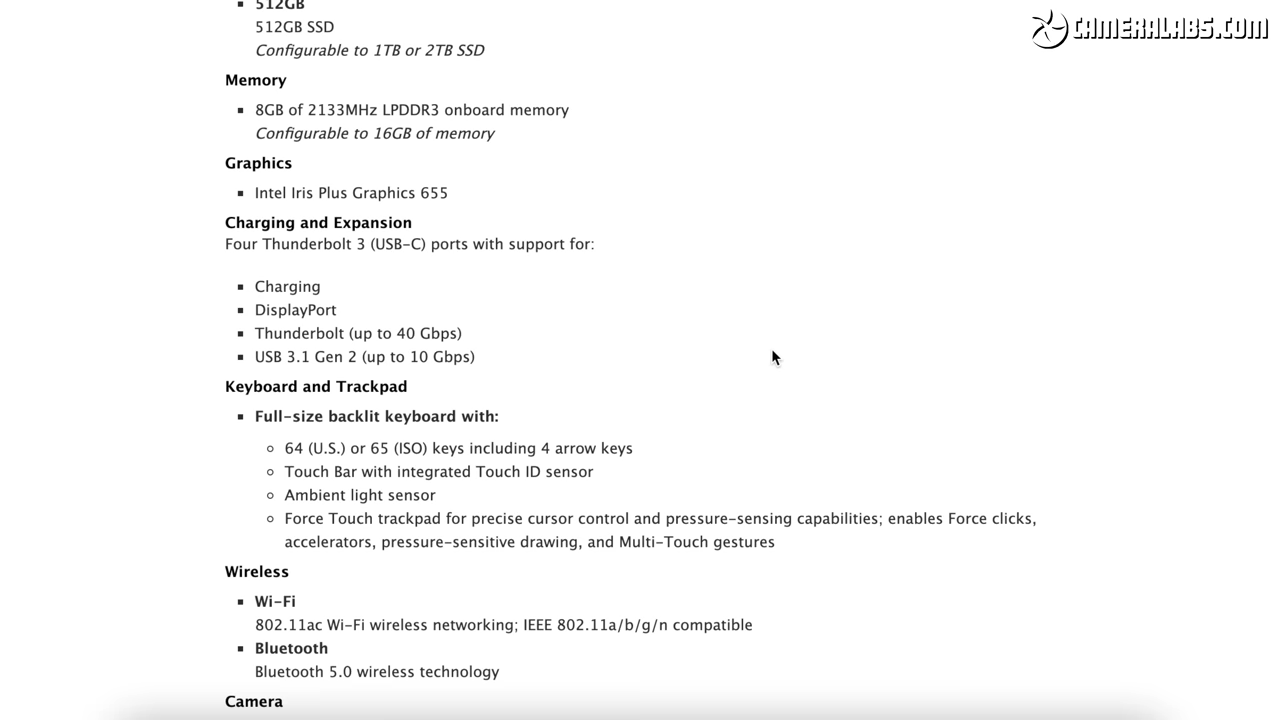 512GB
CAMERALABS.COM
512GB SSD
Configurable to 1TB or 2TB SSD
Memory
8GB of 2133MHz LPDDR3 onboard memory
Configurable to 16GB of memory
Graphics
Intel Iris Plus Graphics 655
Charging and Expansion
Four Thunderbolt 3 (USB-C) ports with support for:
Charging
DisplayPort
Thunderbolt (up to 40 Gbps)
USB 3.1 Gen 2 (up to 10 Gbps)
Keyboard and Trackpad
Full-size backlit keyboard with:
64 (U.S.) or 65 (ISO) keys including 4 arrow keys
Touch Bar with integrated Touch ID sensor
Ambient light sensor
Force Touch trackpad for precise cursor control and pressure-sensing capabilities; enables Force clicks,
accelerators, pressure-sensitive drawing, and Multi-Touch gestures
Wireless
Wi-Fi
802.11ac Wi-Fi wireless networking; IEEE 802.11a/b/g/n compatible
Bluetooth
Bluetooth 5.0 wireless technology
Camera